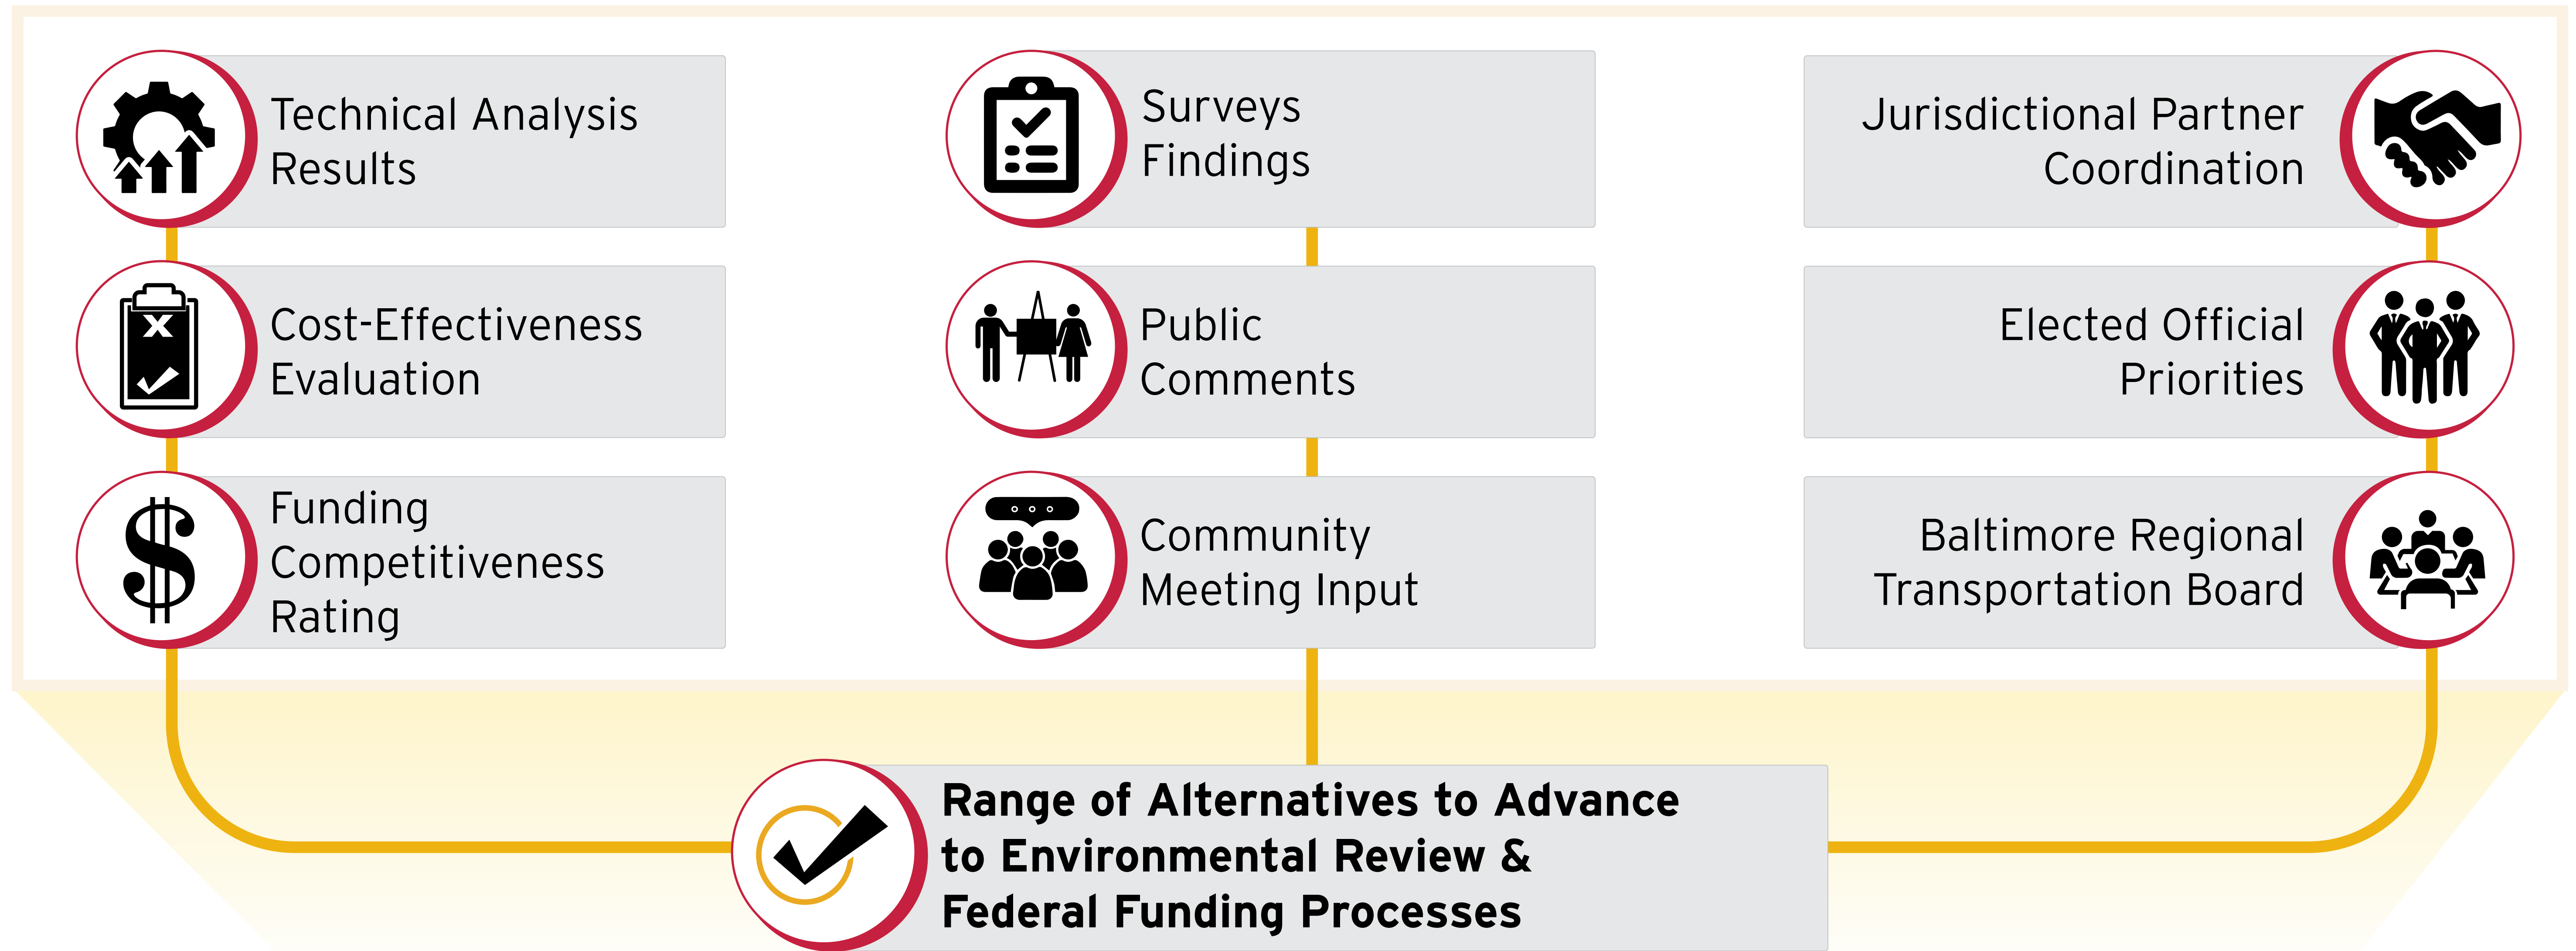 Technical Analysis
Results
Cost-Effectiveness
Evaluation
Funding
Competitiveness
Rating
Surveys
Findings
Public
Comments
Community
Meeting Input
Jurisdictional Partner
Coordination
Elected Official
Priorities
Baltimore Regional
Transportation Board
Range of Alternatives to Advance
to Environmental Review &
Federal Funding Processes